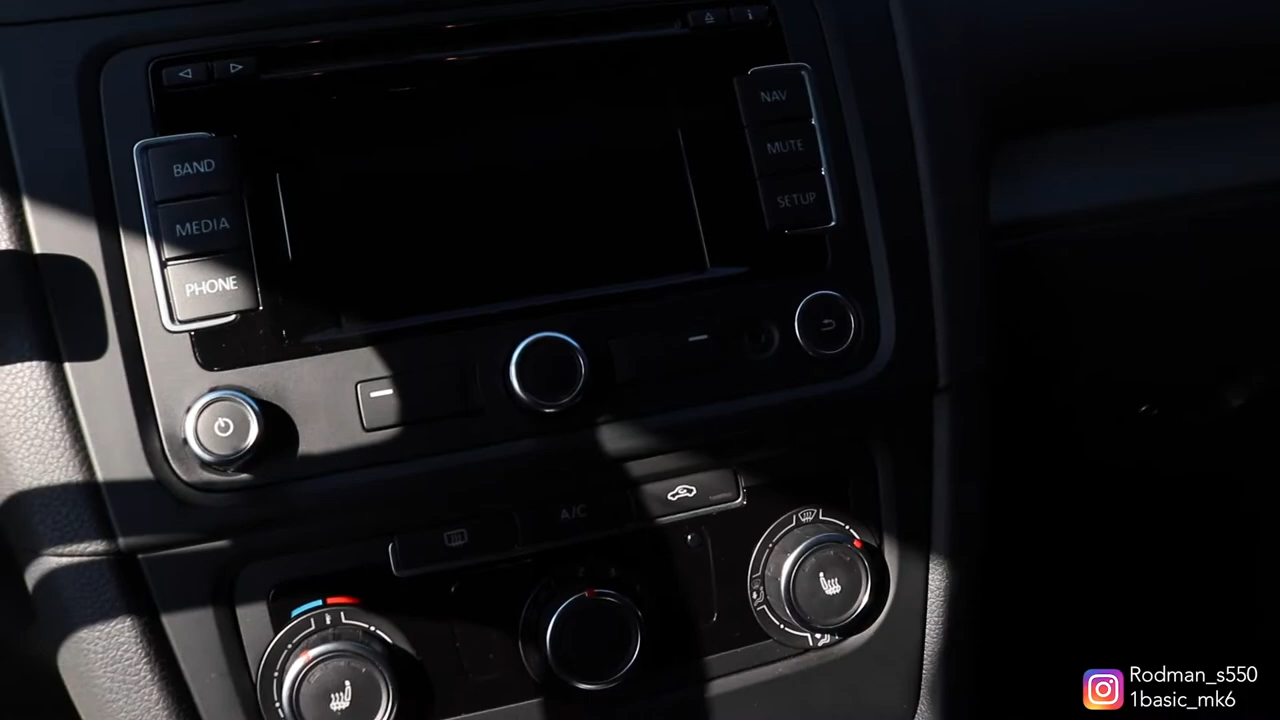 NAV
BAND
MUTE
MEDIA
SETUP
PHONE
A/C
Rodman_s550
1basic_mk6